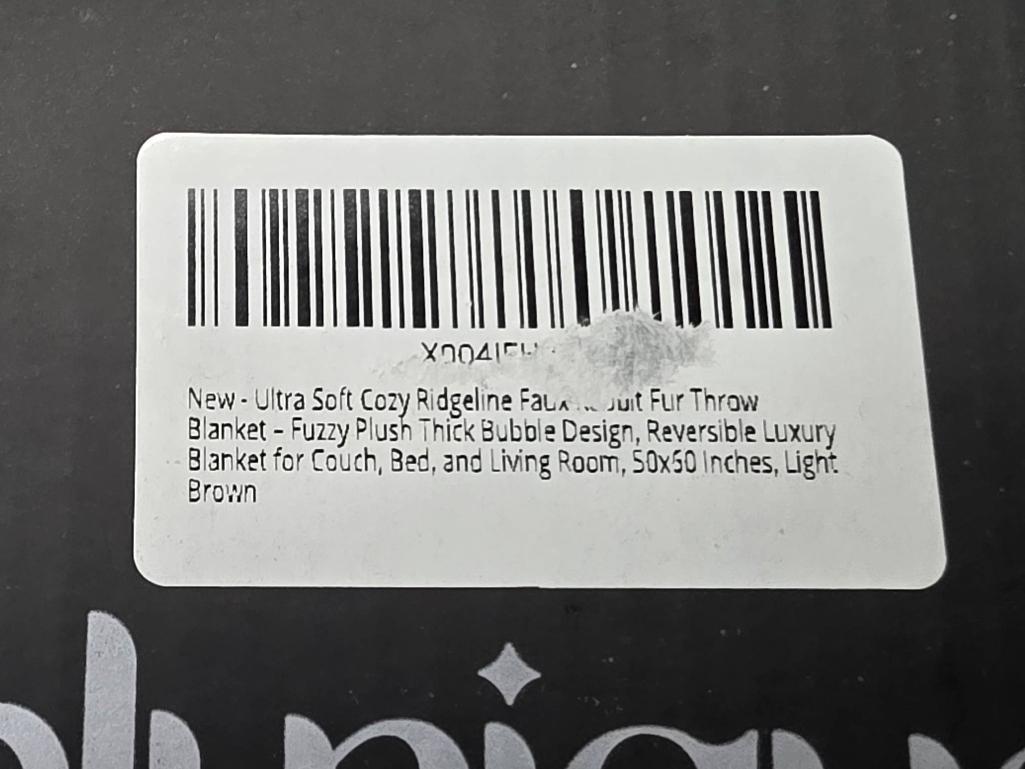 New - Ultra Soft Cozy Ridgeline Faux Fur Throw
Blanket – Fuzzy Plush Thick Bubble Design, Reversible Luxury
Blanket for Couch, Bed, and Living Room, 50x60 Inches, Light
Brown